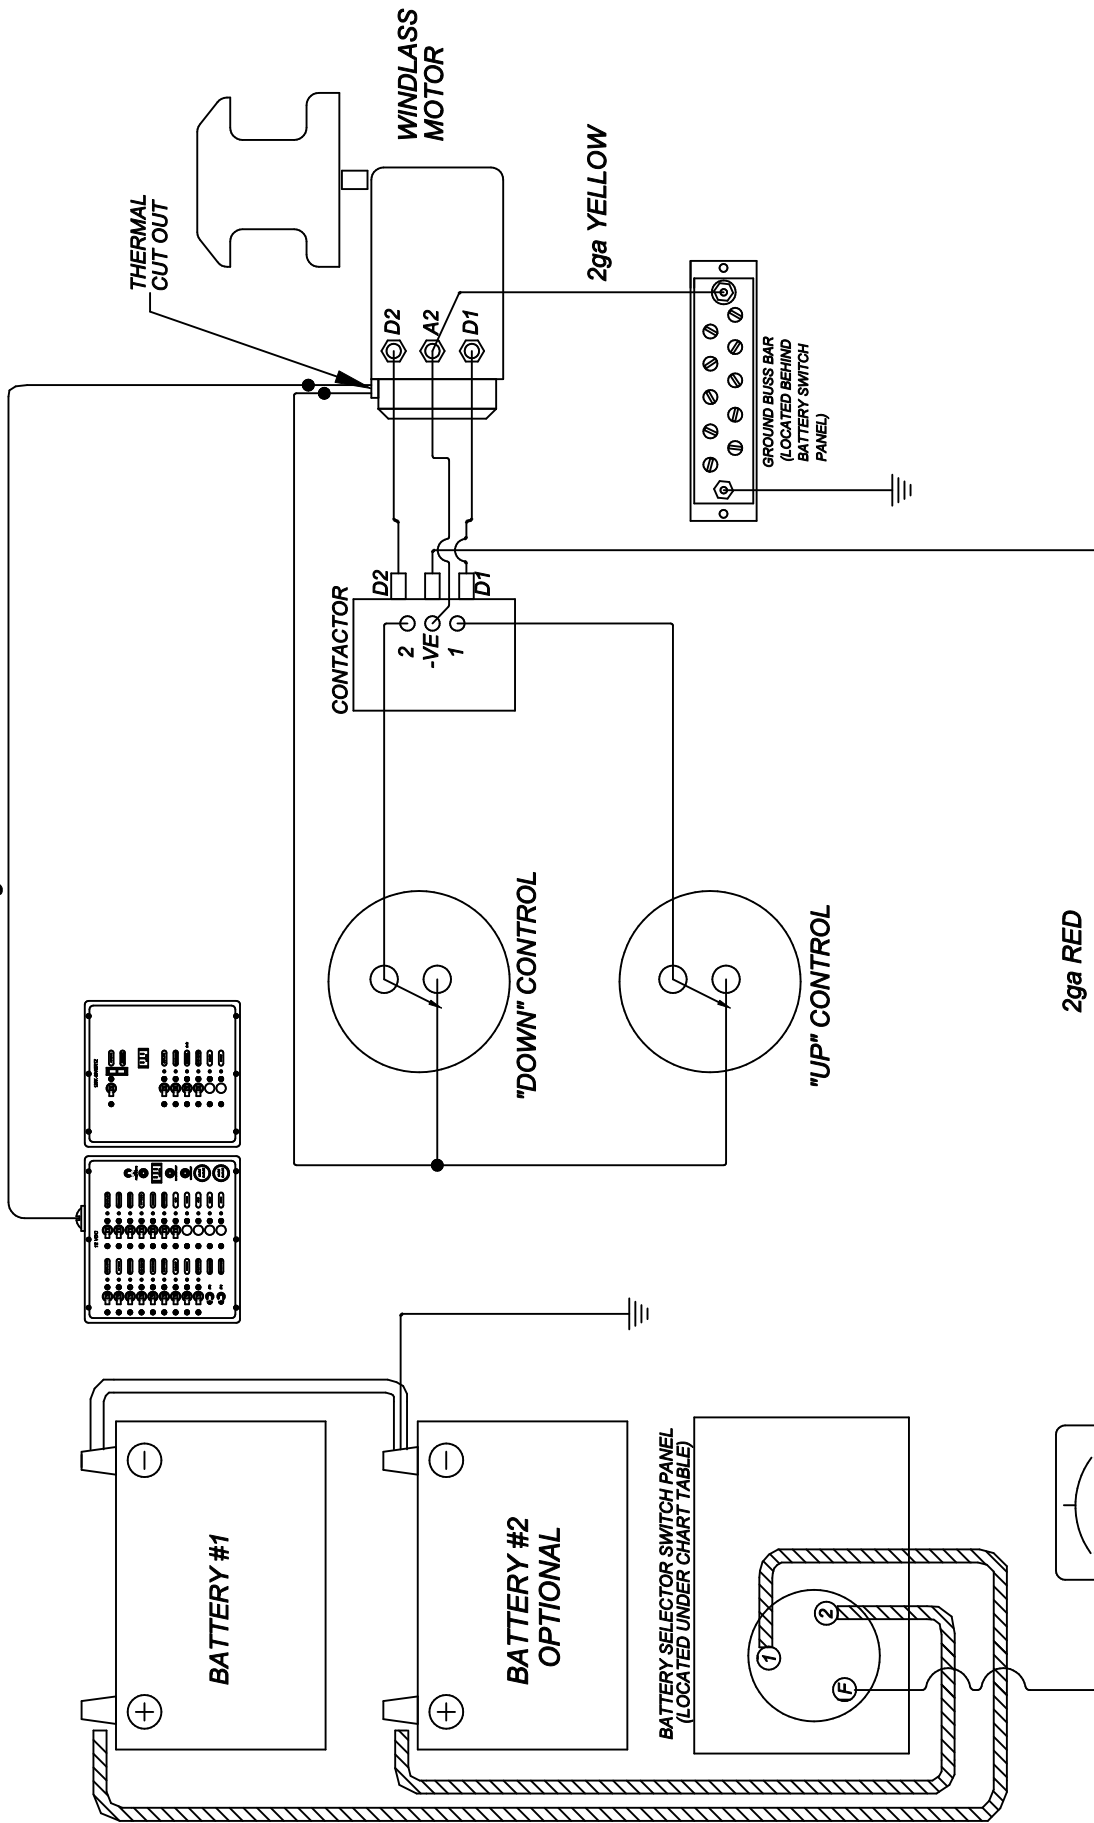 WINDLASS
MOTOR
THERMAL
CUT OUT
2ga YELLOW
D2
A2
D1
GROUND BUSS BAR
(LOCATED BEHIND
BATTERY SWITCH
PANEL)
CONTACTOR
D2
D1
2
-VE
1
"DOWN" CONTROL
"UP" CONTROL
2ga RED
BATTERY #1
BATTERY #2
OPTIONAL
BATTERY SELECTOR SWITCH PANEL
(LOCATED UNDER CHART TABLE)
1
2
F